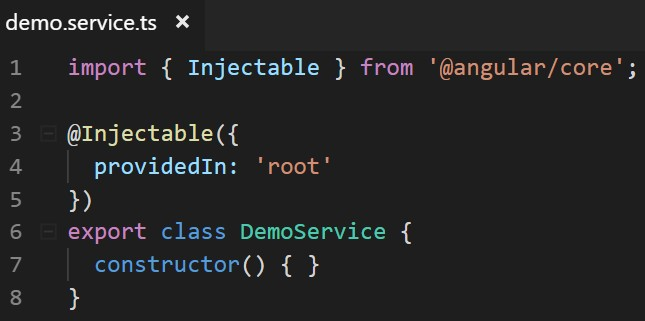 demo.service.ts ×
1 import { Injectable } from '@angular/core';
2
3 @Injectable({
4   providedIn: 'root'
5 })
6 export class DemoService {
7   constructor() { }
8 }